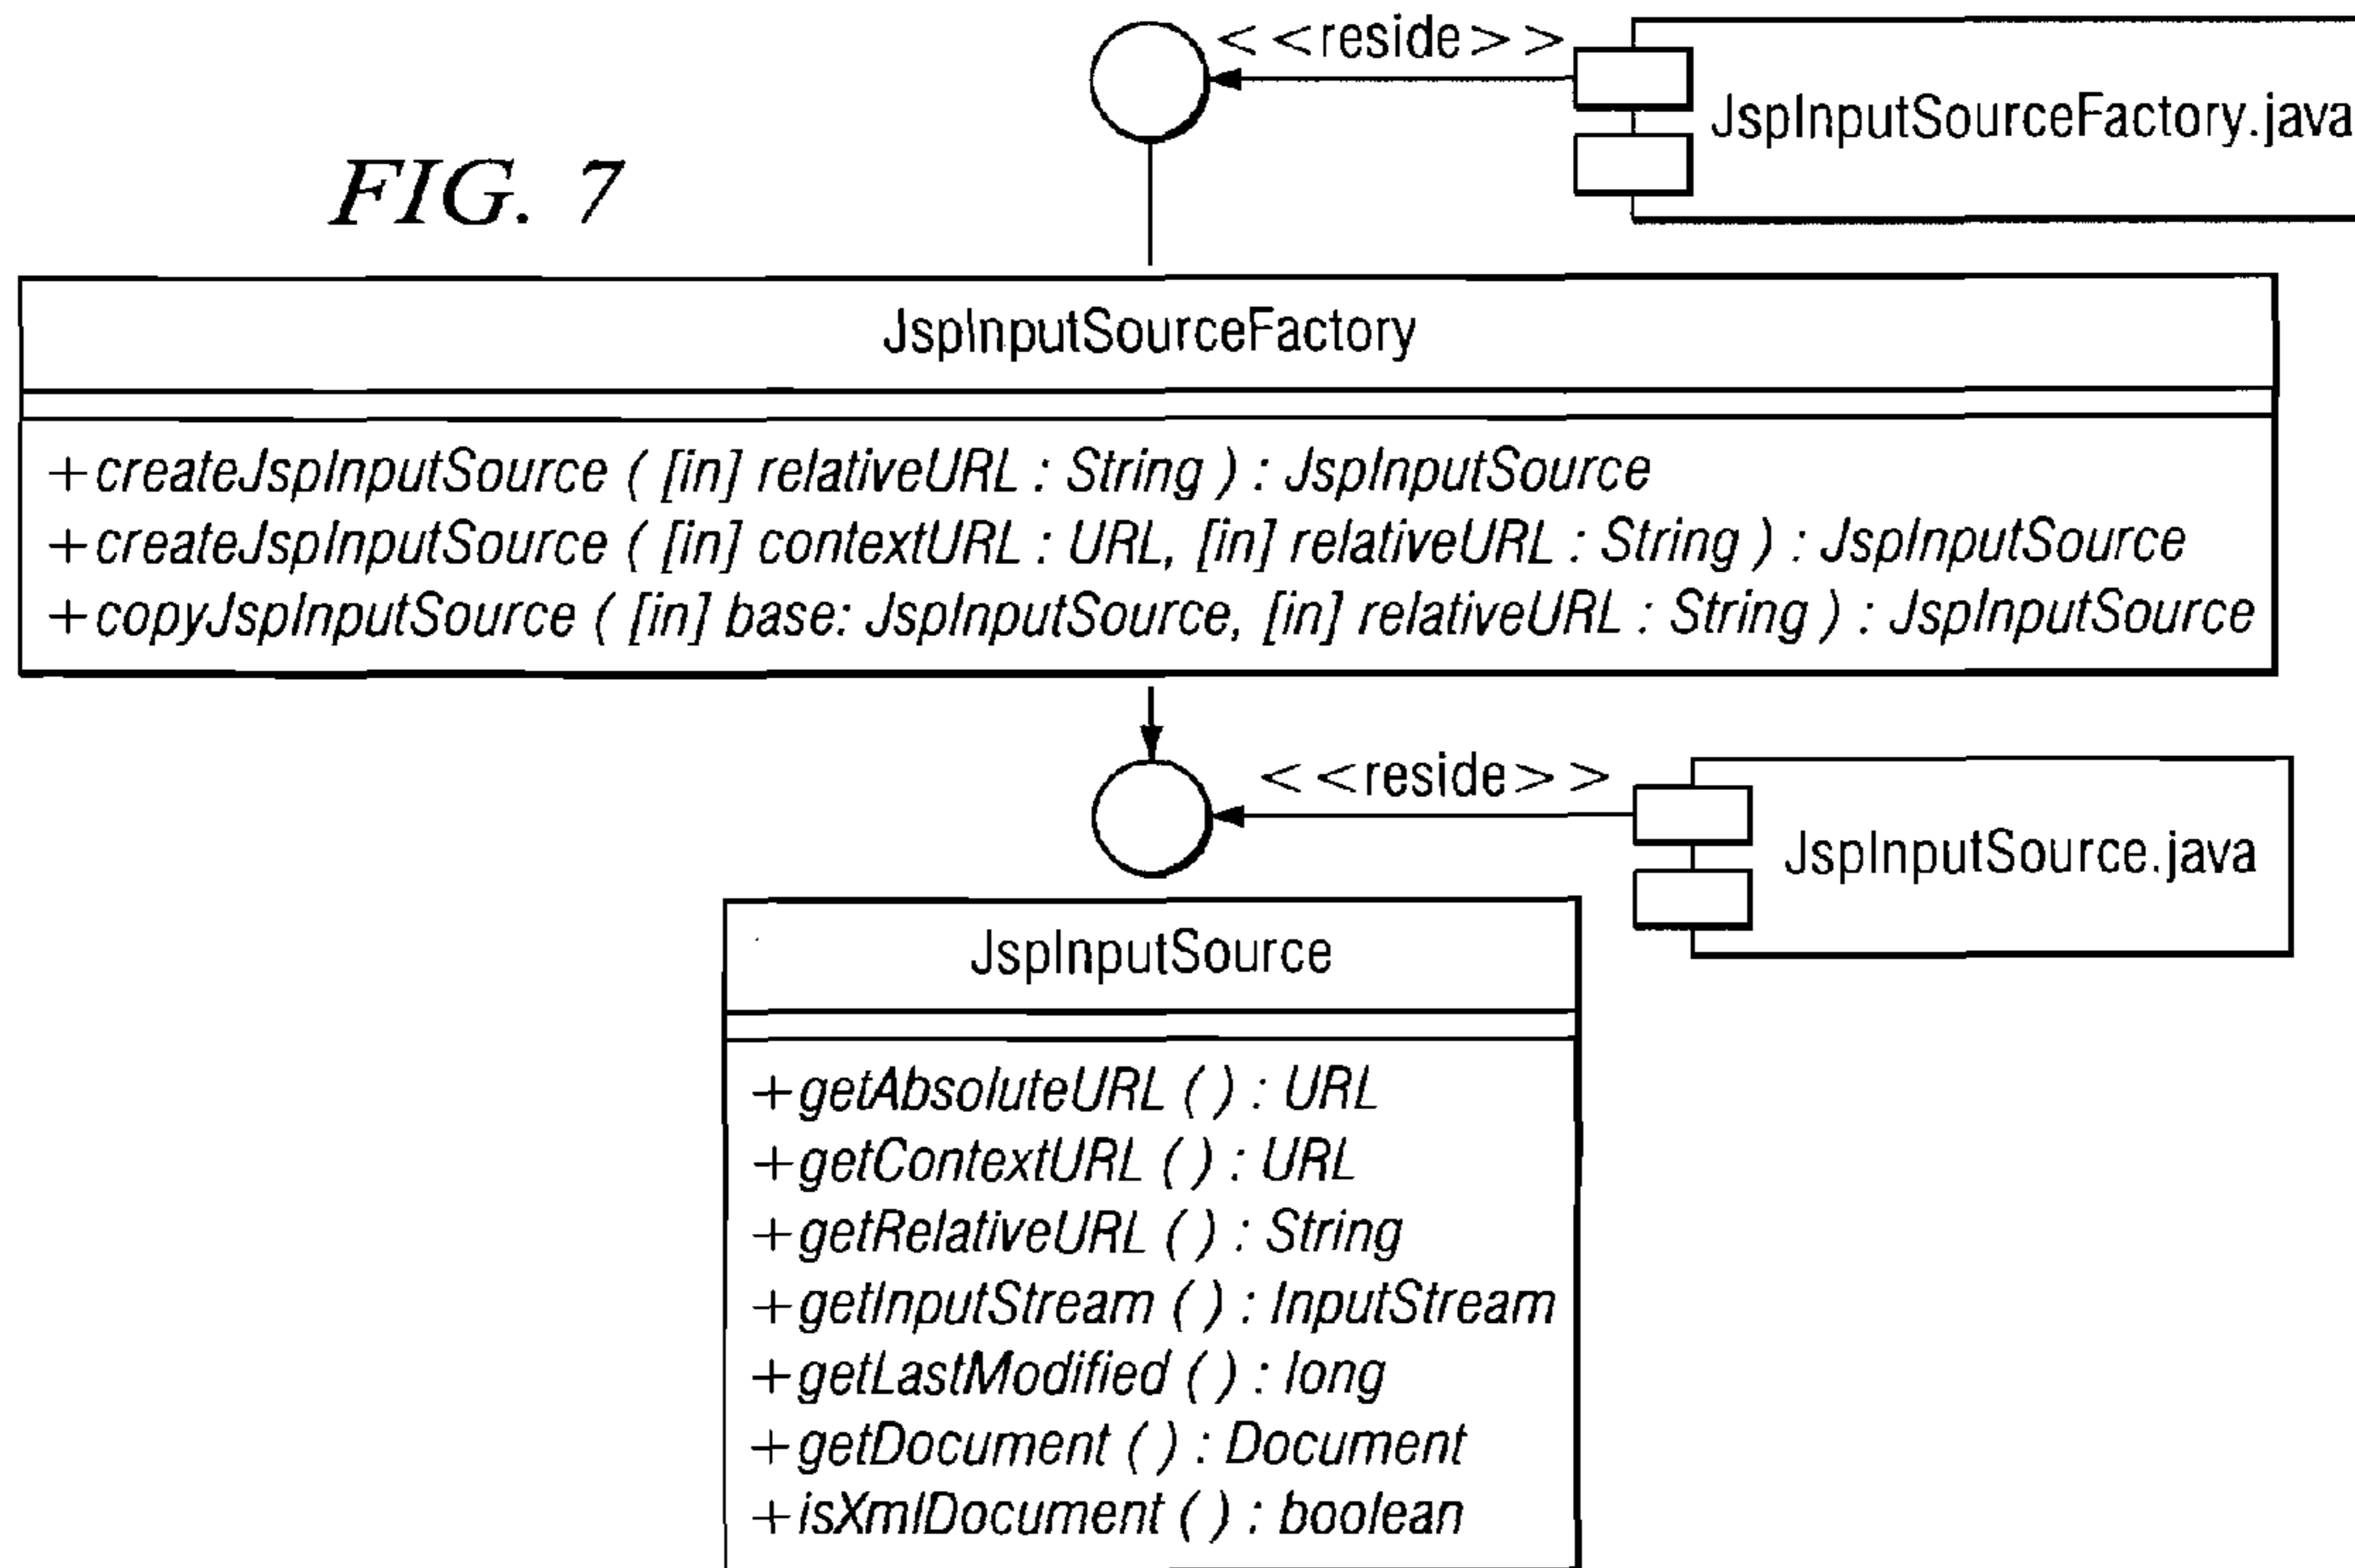 <<reside>>
JspInputSourceFactory.java
FIG. 7
JspInputSourceFactory
+createJspInputSource ( [in] relativeURL : String ) : JspInputSource
+createJspInputSource ( [in] contextURL : URL, [in] relativeURL : String ) : JspInputSource
+copyJspInputSource ( [in] base: JspInputSource, [in] relativeURL : String ) : JspInputSource
<<reside>>
JspInputSource.java
JspInputSource
+getAbsoluteURL ( ) : URL
+getContextURL ( ) : URL
+getRelativeURL ( ) : String
+getInputStream ( ) : InputStream
+getLastModified ( ) : long
+getDocument ( ) : Document
+isXmlDocument ( ) : boolean